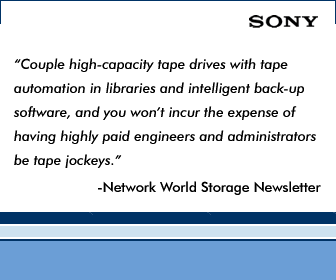 SONY
“Couple high-capacity tape drives with tape
automation in libraries and intelligent back-up
software, and you won’t incur the expense of
having highly paid engineers and administrators
be tape jockeys.”
-Network World Storage Newsletter